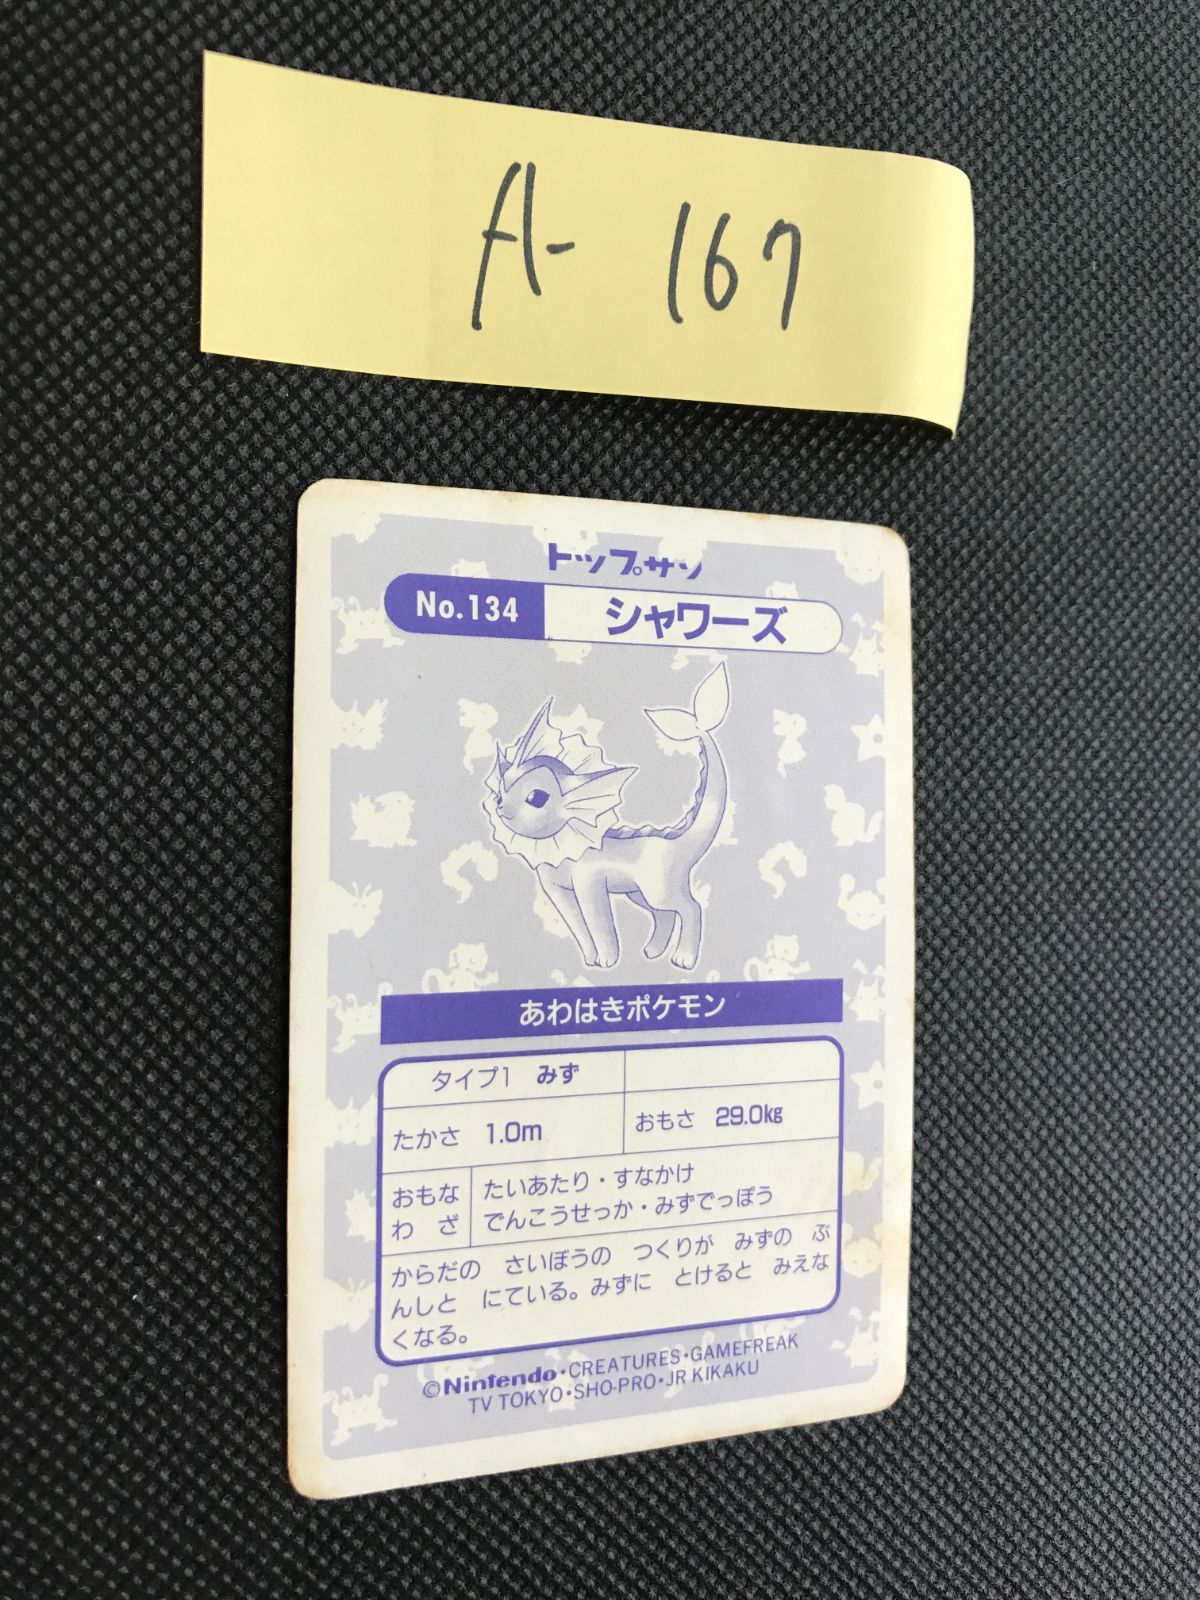 A- 167
トップサン
No.134 シャワーズ
あわはきポケモン
タイプ1 みず
たかさ 1.0m おもさ 29.0kg
おもな わざ
たいあたり・すなかけ
でんこうせっか・みずでっぽう
からだの さいぼうの つくりが みずの ぶ
んしと にている。みずに とけると みえな
くなる。
©Nintendo・CREATURES・GAMEFREAK
TV TOKYO・SHO-PRO・JR KIKAKU